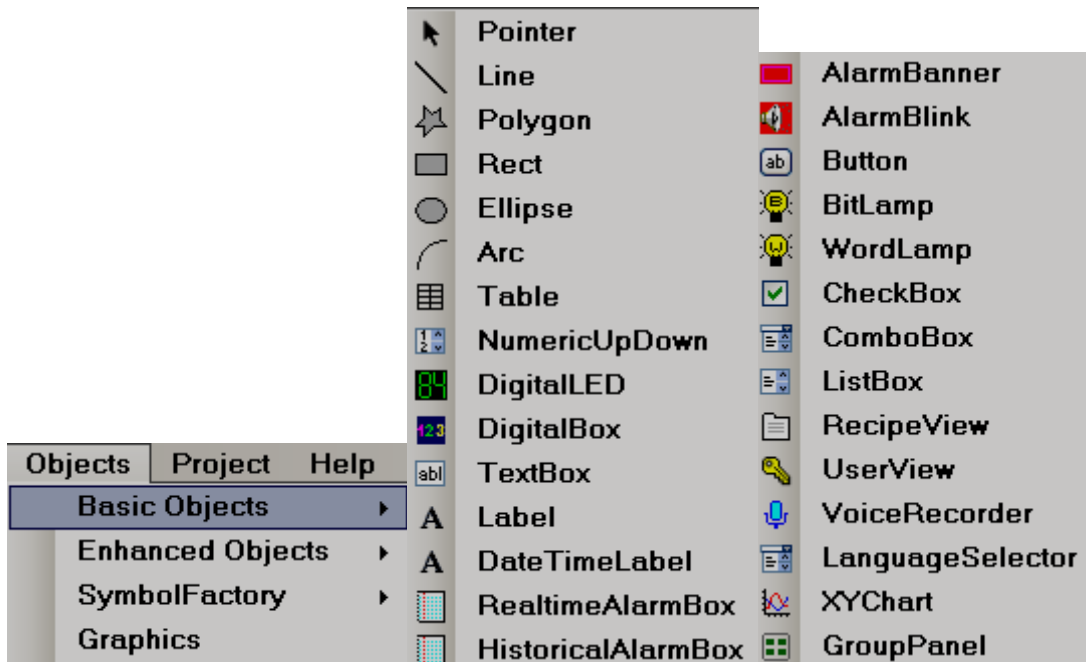 Objects Project Help
Basic Objects
Enhanced Objects
SymbolFactory
Graphics
Pointer
Line
Polygon
Rect
Ellipse
Arc
Table
NumericUpDown
DigitalLED
DigitalBox
TextBox
Label
DateTimeLabel
RealtimeAlarmBox
HistoricalAlarmBox
AlarmBanner
AlarmBlink
Button
BitLamp
WordLamp
CheckBox
ComboBox
ListBox
RecipeView
UserView
VoiceRecorder
LanguageSelector
XYChart
GroupPanel